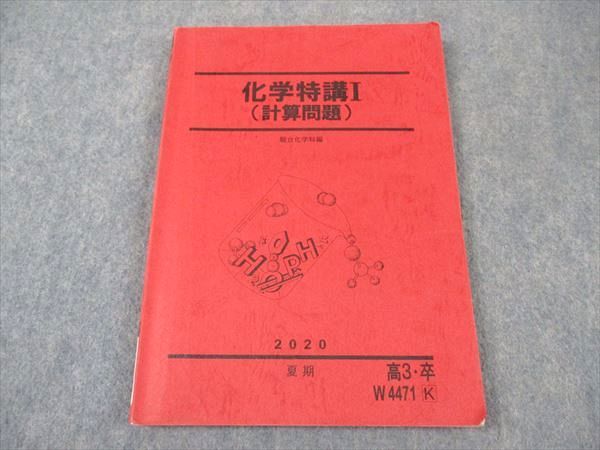 化学特講I
(計算問題)
駿台化学科編
2020
夏期
高3・卒
W4471 K